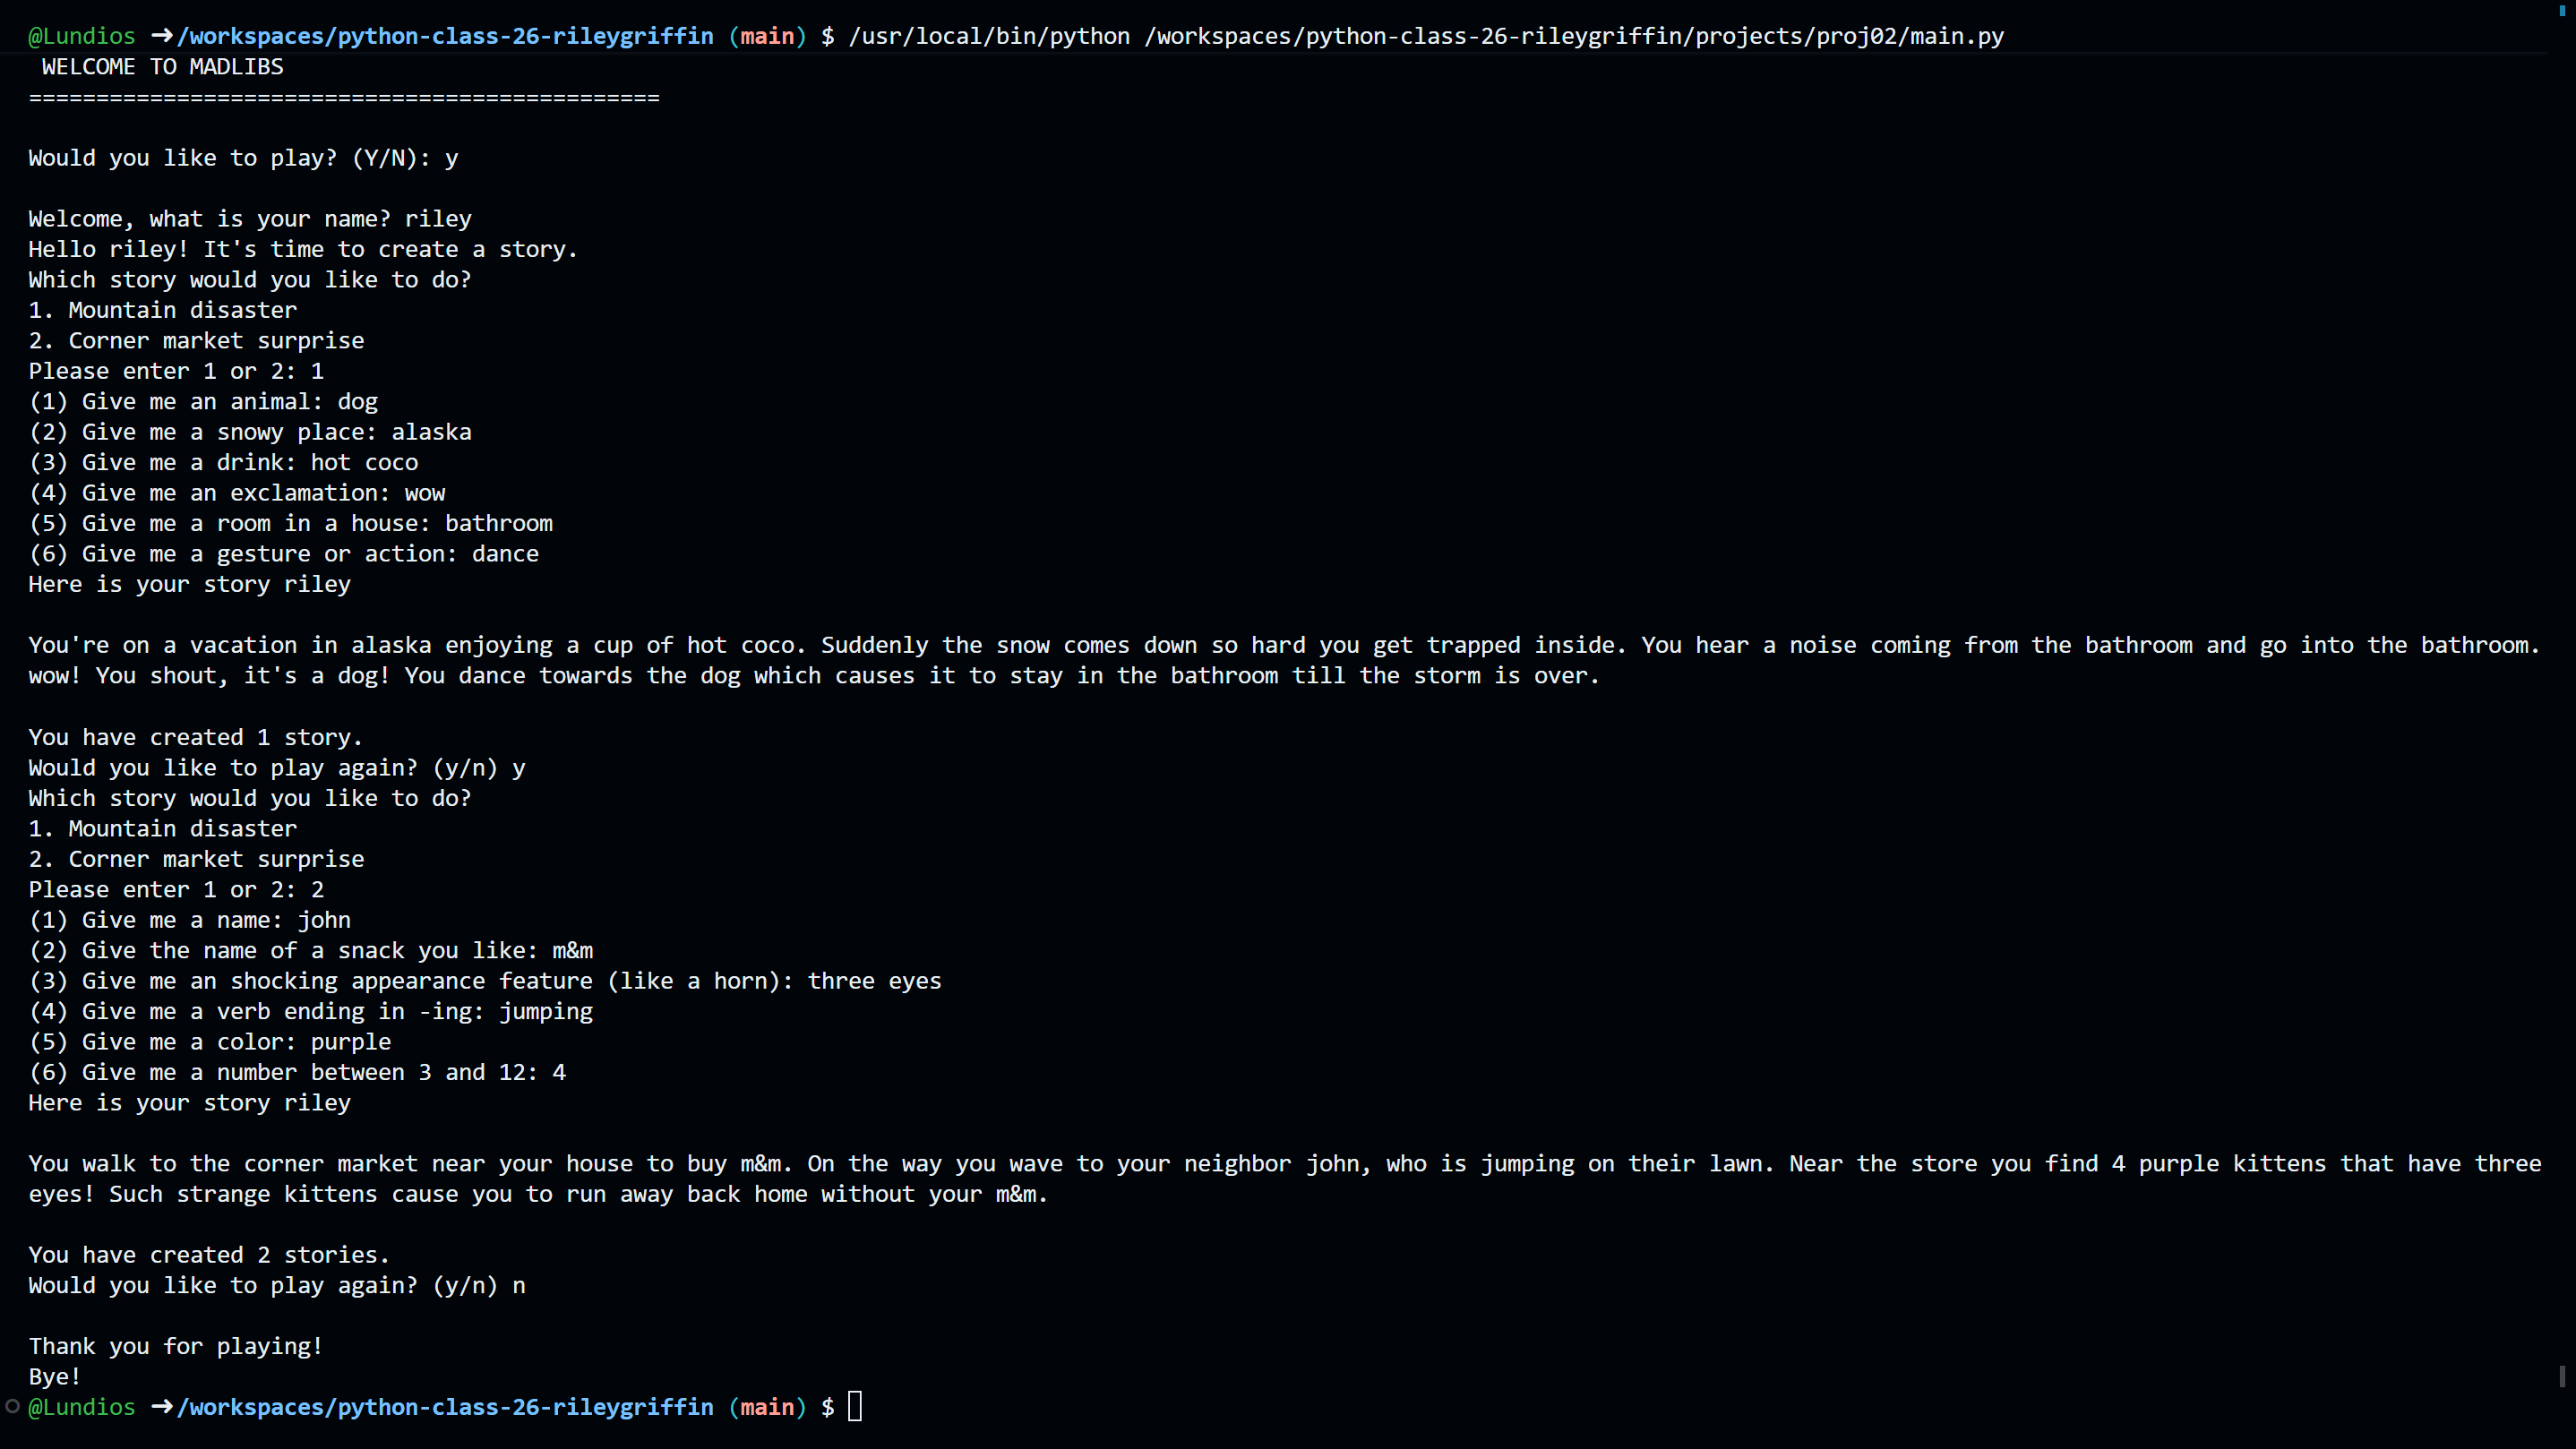 @Lundios ➜ /workspaces/python-class-26-rileygriffin (main) $ /usr/local/bin/python /workspaces/python-class-26-rileygriffin/projects/proj02/main.py
WELCOME TO MADLIBS
===============================================
Would you like to play? (Y/N): y
Welcome, what is your name? riley
Hello riley! It's time to create a story.
Which story would you like to do?
1. Mountain disaster
2. Corner market surprise
Please enter 1 or 2: 1
(1) Give me an animal: dog
(2) Give me a snowy place: alaska
(3) Give me a drink: hot coco
(4) Give me an exclamation: wow
(5) Give me a room in a house: bathroom
(6) Give me a gesture or action: dance
Here is your story riley
You're on a vacation in alaska enjoying a cup of hot coco. Suddenly the snow comes down so hard you get trapped inside. You hear a noise coming from the bathroom and go into the bathroom.
wow! You shout, it's a dog! You dance towards the dog which causes it to stay in the bathroom till the storm is over.
You have created 1 story.
Would you like to play again? (y/n) y
Which story would you like to do?
1. Mountain disaster
2. Corner market surprise
Please enter 1 or 2: 2
(1) Give me a name: john
(2) Give the name of a snack you like: m&m
(3) Give me an shocking appearance feature (like a horn): three eyes
(4) Give me a verb ending in -ing: jumping
(5) Give me a color: purple
(6) Give me a number between 3 and 12: 4
Here is your story riley
You walk to the corner market near your house to buy m&m. On the way you wave to your neighbor john, who is jumping on their lawn. Near the store you find 4 purple kittens that have three
eyes! Such strange kittens cause you to run away back home without your m&m.
You have created 2 stories.
Would you like to play again? (y/n) n
Thank you for playing!
Bye!
@Lundios ➜ /workspaces/python-class-26-rileygriffin (main) $